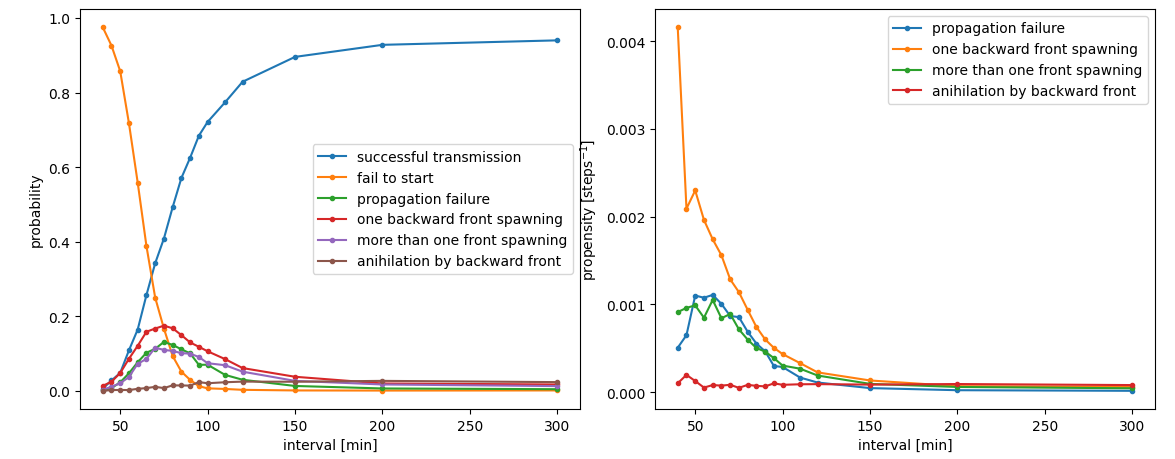 1.0
0.8
0.6
0.4
0.2
0.0
probability
50
100
150
200
250
300
interval [min]
successful transmission
fail to start
propagation failure
one backward front spawning
more than one front spawning
anihilation by backward front
0.004
0.003
0.002
0.001
0.000
propensity [steps⁻¹]
50
100
150
200
250
300
interval [min]
propagation failure
one backward front spawning
more than one front spawning
anihilation by backward front